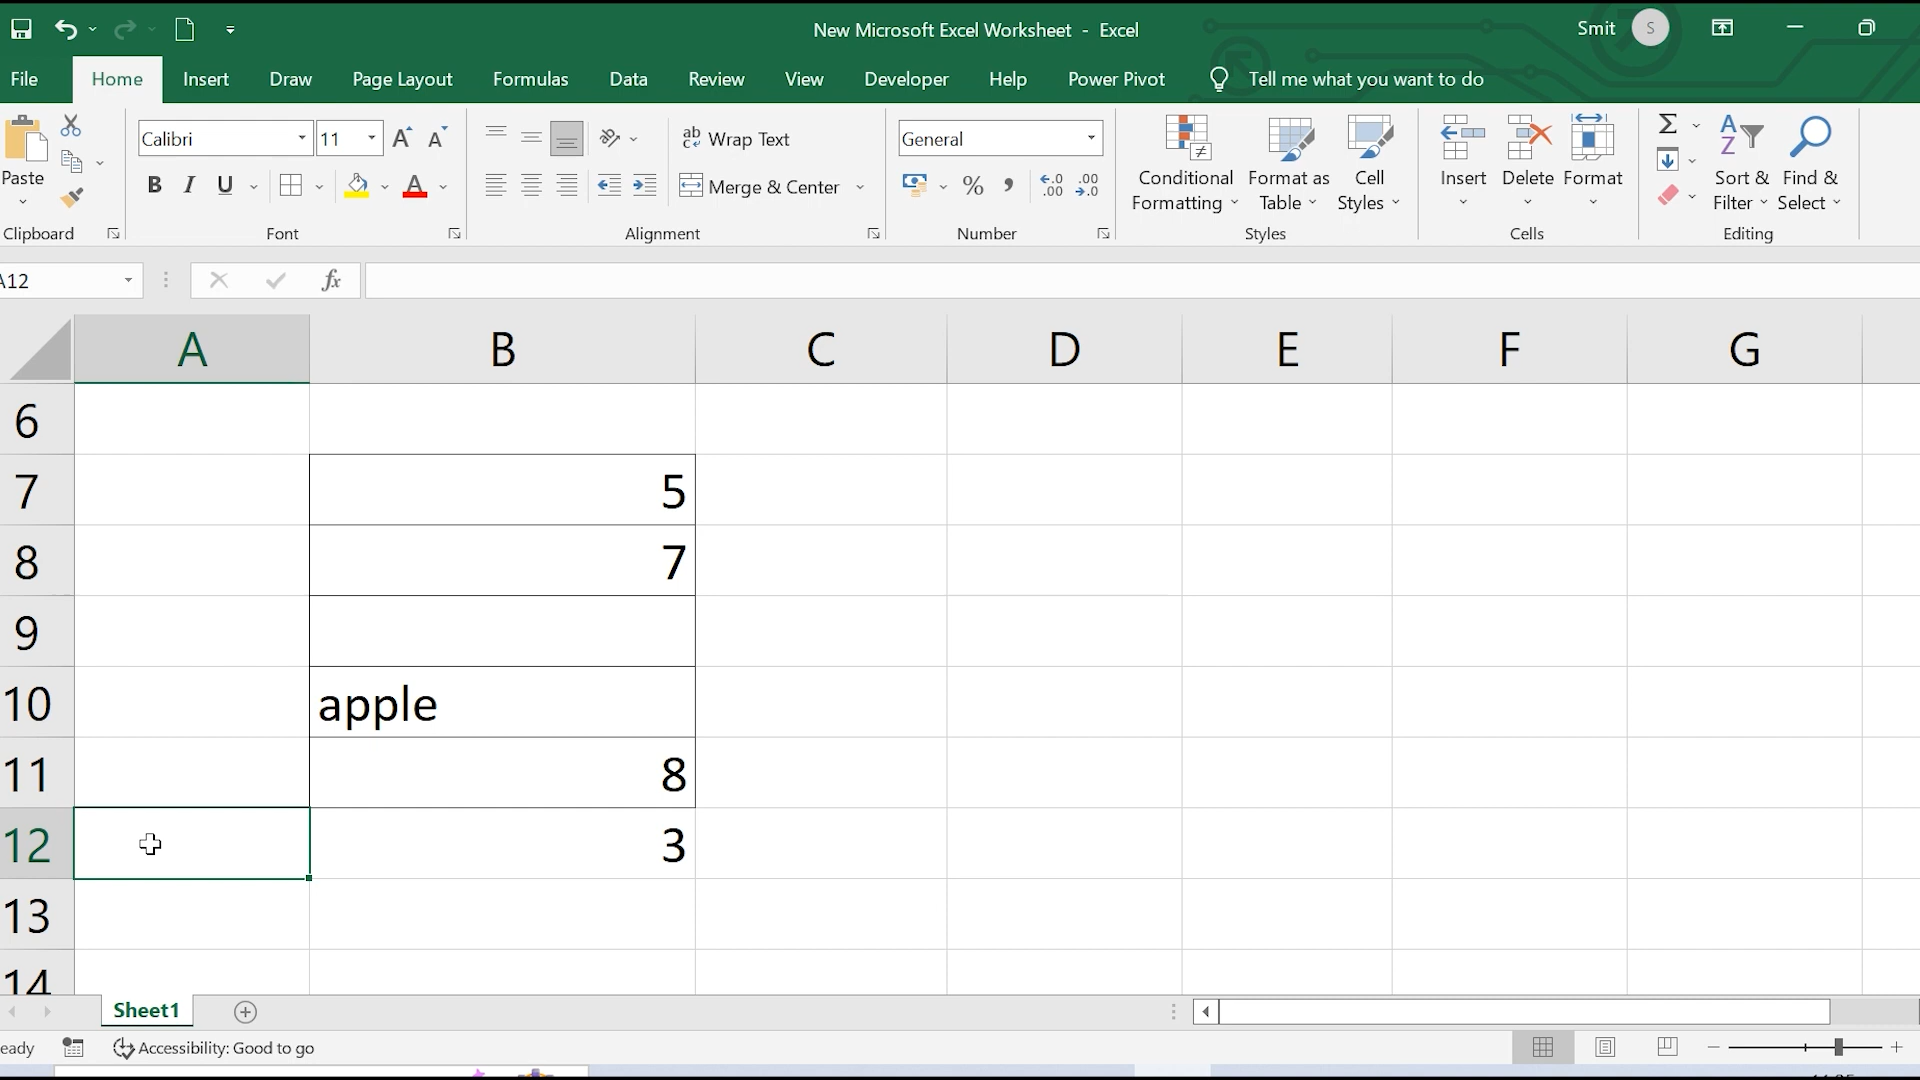 New Microsoft Excel Worksheet - Excel
Smit S
File Home Insert Draw Page Layout Formulas Data Review View Developer Help Power Pivot Tell me what you want to do
Calibri 11 A A ab Wrap Text General
Paste B I U A Merge & Center % , Conditional Formatting Format as Table Cell Styles Insert Delete Format Sort & Filter Find & Select
Clipboard Font Alignment Number Styles Cells Editing
A12 fx
A B C D E F G
6
7 5
8 7
9
10 apple
11 8
12 3
13
14
Sheet1
eady Accessibility: Good to go